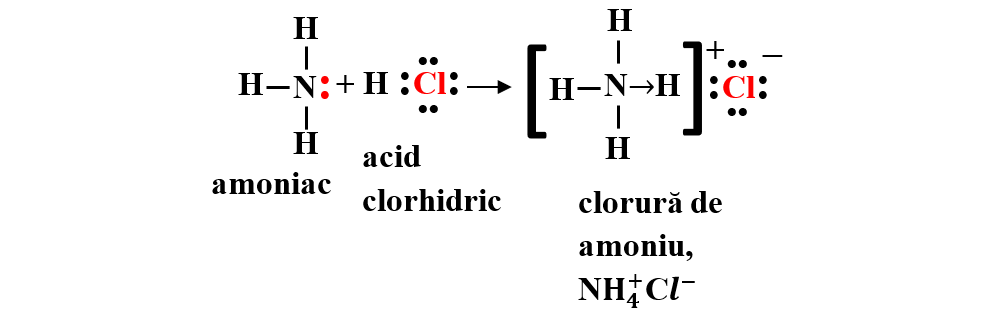 H H
H—N: + H :Cl: → [H—N→H]⁺ :Cl:⁻
H H
amoniac
acid
clorhidric
clorură de
amoniu,
NH₄⁺Cl⁻